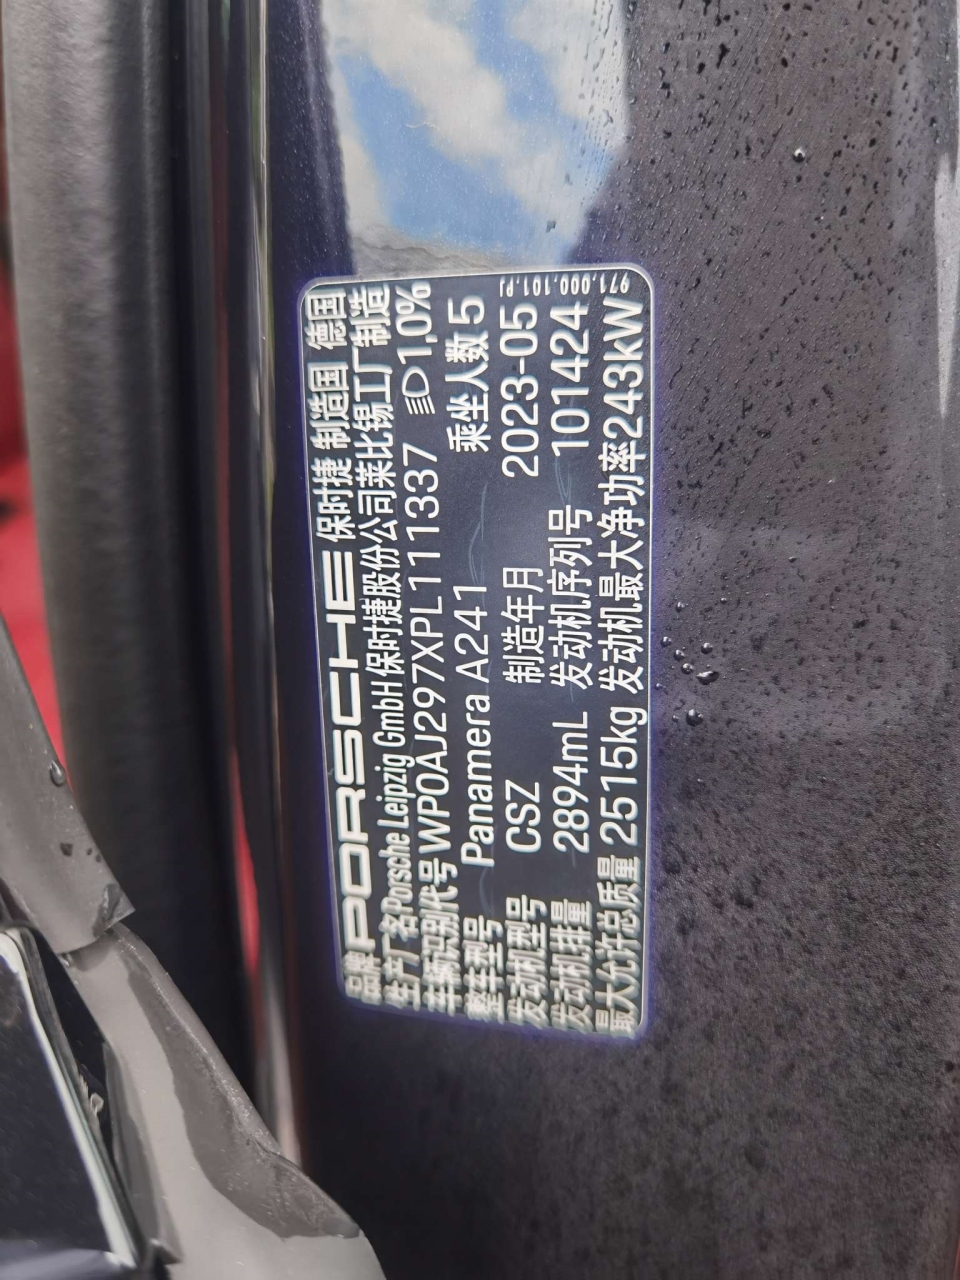 971.000.101.PJ
品牌 PORSCHE 保时捷 制造国 德国
生产厂名 Porsche Leipzig GmbH 保时捷股份公司莱比锡工厂制造
车辆识别代号 WP0AJ297XPL111337 1,0%
整车型号 Panamera A241 乘坐人数 5
发动机型号 CSZ 制造年月 2023-05
发动机排量 2894mL 发动机序列号 101424
最大允许总质量 2515kg 发动机最大净功率 243kW